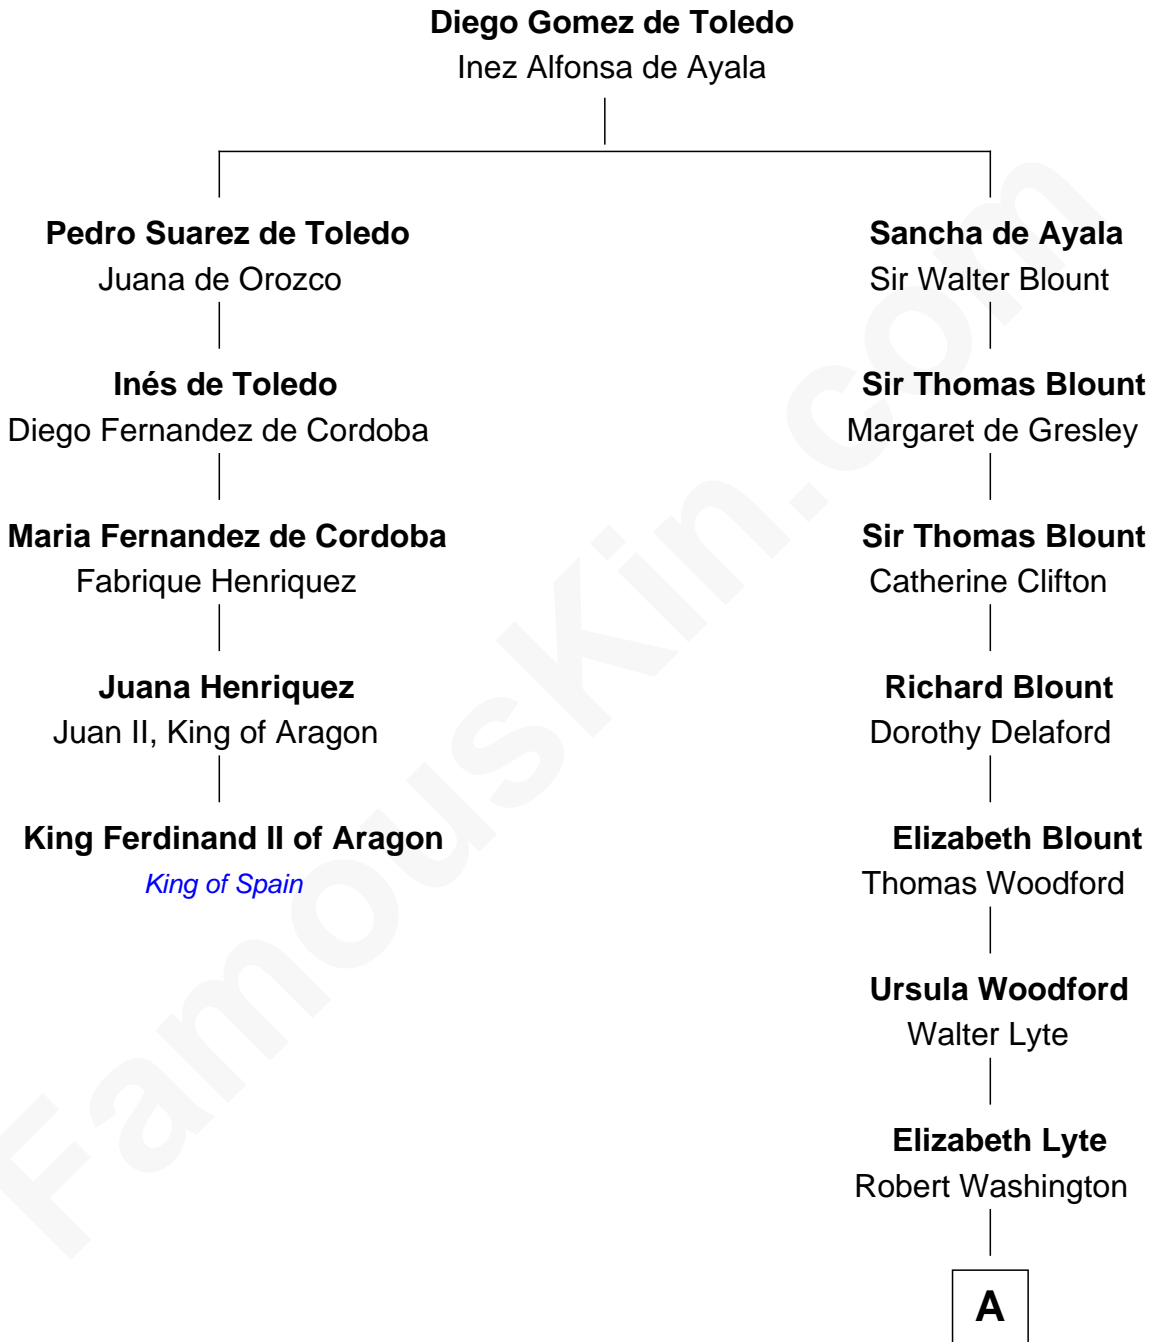 Diego Gomez de Toledo
Inez Alfonsa de Ayala
Pedro Suarez de Toledo
Juana de Orozco
Sancha de Ayala
Sir Walter Blount
Inés de Toledo
Diego Fernandez de Cordoba
Sir Thomas Blount
Margaret de Gresley
Maria Fernandez de Cordoba
Fabrique Henriquez
Sir Thomas Blount
Catherine Clifton
Juana Henriquez
Juan II, King of Aragon
Richard Blount
Dorothy Delaford
King Ferdinand II of Aragon
King of Spain
Elizabeth Blount
Thomas Woodford
Ursula Woodford
Walter Lyte
Elizabeth Lyte
Robert Washington
A
FamousKin.com